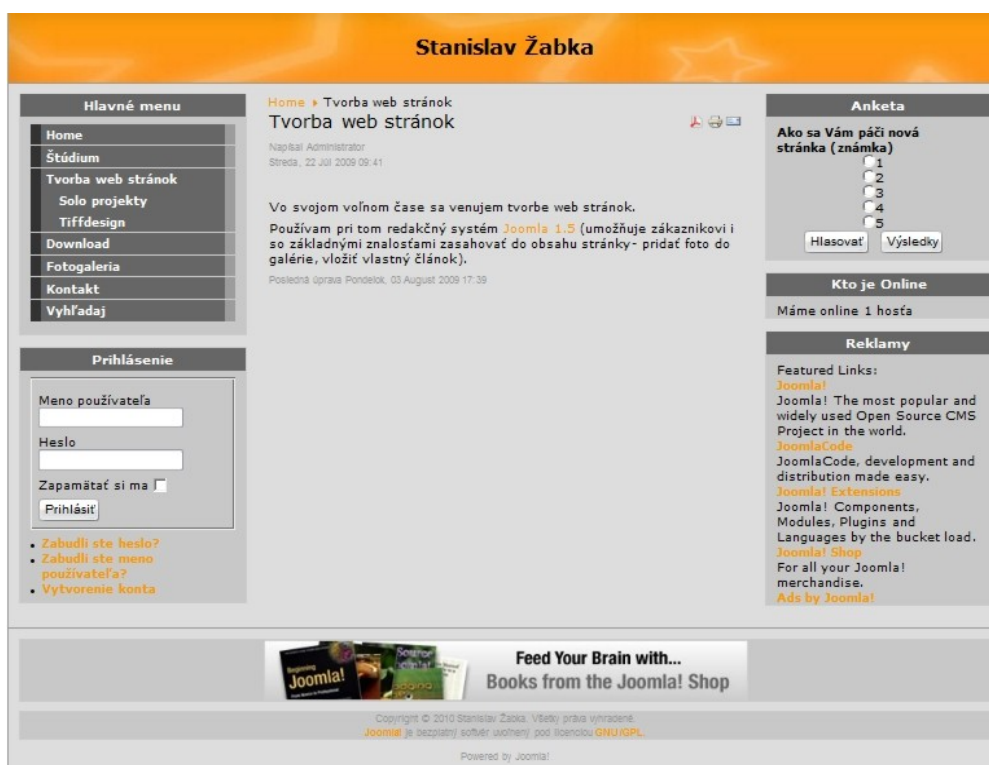 Stanislav Žabka
Hlavné menu
Home
Štúdium
Tvorba web stránok
Solo projekty
Tiffdesign
Download
Fotogaleria
Kontakt
Vyhľadaj
Prihlásenie
Meno používateľa
Heslo
Zapamätať si ma
Prihlásiť
Zabudli ste heslo?
Zabudli ste meno
používateľa?
Vytvorenie konta
Home Tvorba web stránok
Tvorba web stránok
Napísal Administrator
Streda, 22 Júl 2009 09:41
Vo svojom voľnom čase sa venujem tvorbe web stránok.
Používam pri tom redakčný systém Joomla 1.5 (umožňuje zákaznikovi i
so základnými znalosťami zasahovať do obsahu stránky- pridať foto do
galérie, vložiť vlastný článok).
Posledná úprava Pondelok, 03 August 2009 17:39
Anketa
Ako sa Vám páči nová
stránka (známka)
1
2
3
4
5
Hlasovať Výsledky
Kto je Online
Máme online 1 hosťa
Reklamy
Featured Links:
Joomla!
Joomla! The most popular and
widely used Open Source CMS
Project in the world.
JoomlaCode
JoomlaCode, development and
distribution made easy.
Joomla! Extensions
Joomla! Components,
Modules, Plugins and
Languages by the bucket load.
Joomla! Shop
For all your Joomla!
merchandise.
Ads by Joomla!
Beginning
Joomla!
Feed Your Brain with...
Books from the Joomla! Shop
Copyright © 2010 Stanislav Žabka. Všetky práva vyhradené.
Joomla! je bezplatný softvér uvoľnený pod licenciou GNU/GPL.
Powered by Joomla!